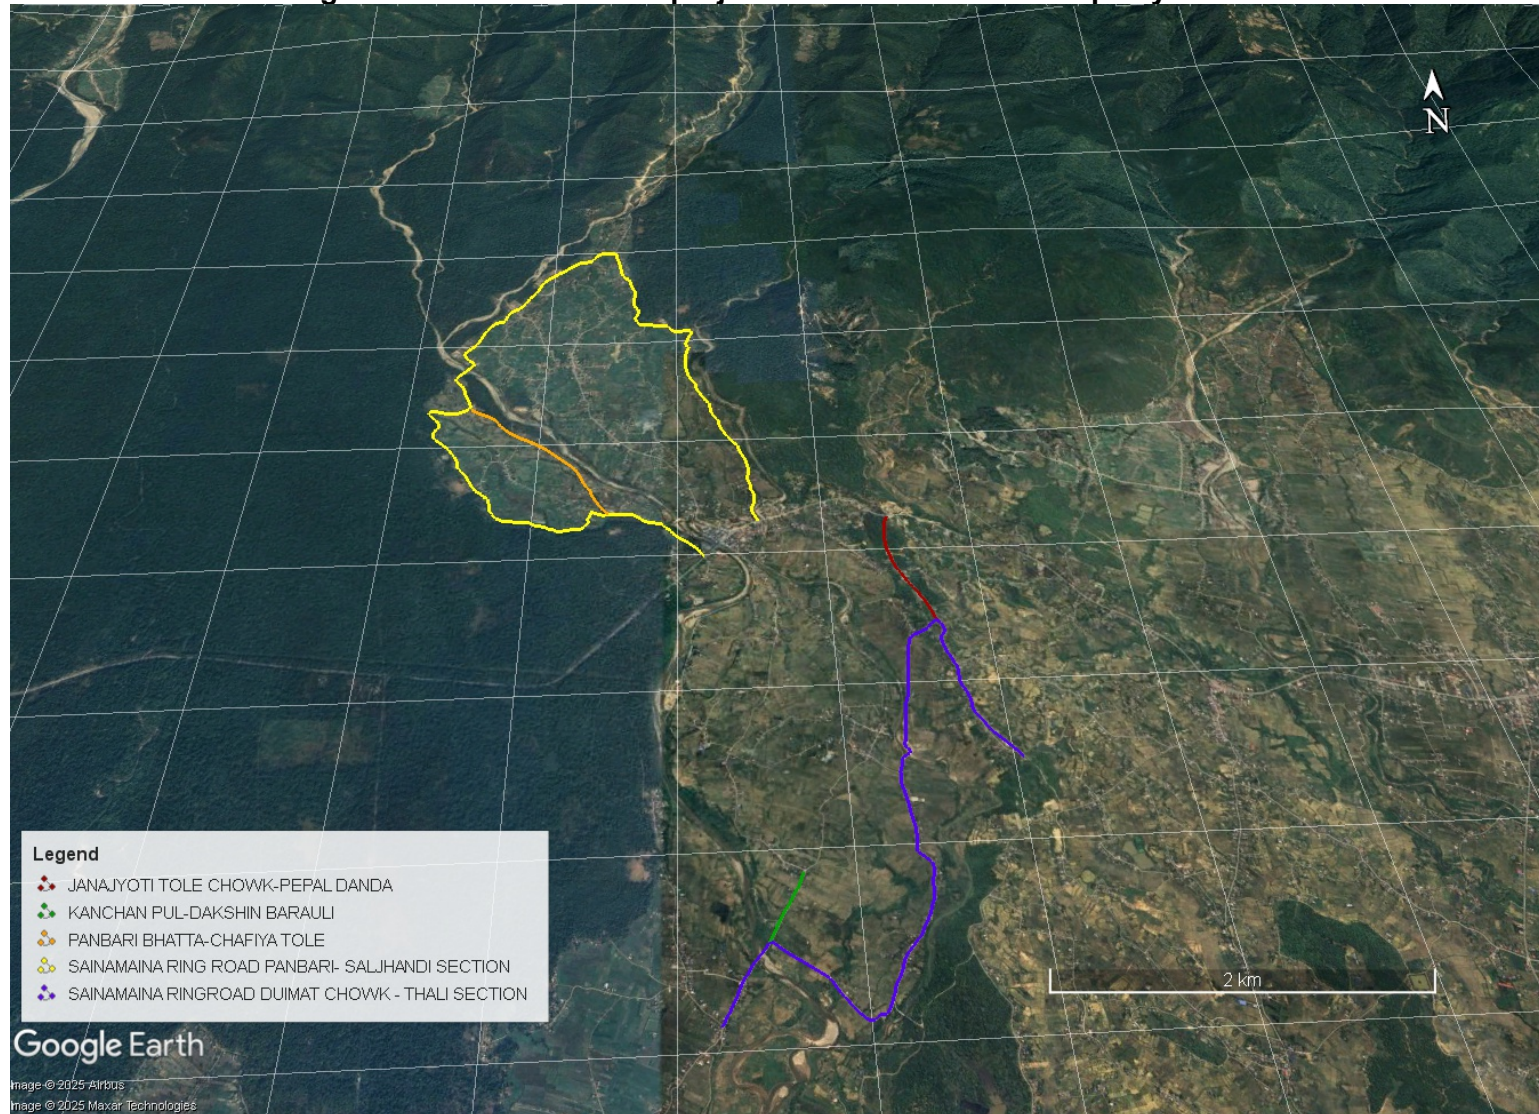 N
Legend
JANAJYOTI TOLE CHOWK-PEPAL DANDA
KANCHAN PUL-DAKSHIN BARAULI
PANBARI BHATTA-CHAFIYA TOLE
SAINAMAINA RING ROAD PANBARI- SALJHANDI SECTION
SAINAMAINA RINGROAD DUIMAT CHOWK - THALI SECTION
2 km
Google Earth
Image © 2025 Airbus
Image © 2025 Maxar Technologies